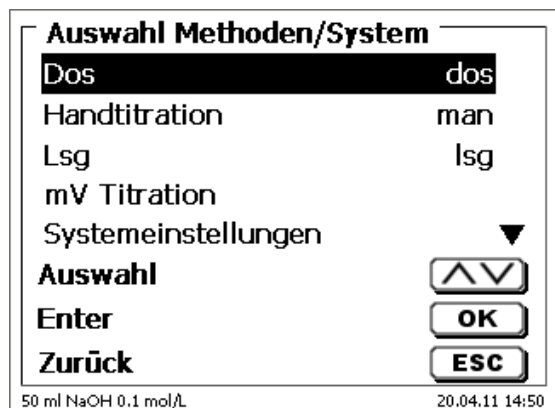 Auswahl Methoden/System
Dos dos
Handtitration man
Lsg lsg
mV Titration
Systemeinstellungen
Auswahl
Enter OK
Zurück ESC
50 ml NaOH 0.1 mol/L 20.04.11 14:50